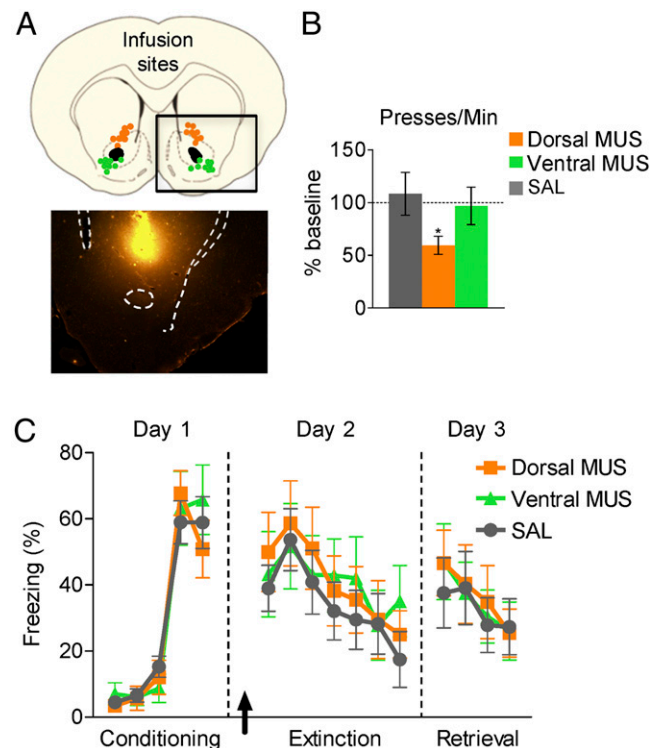 A
Infusion
sites
B
Presses/Min
% baseline
150
100
50
0
*
Dorsal MUS
Ventral MUS
SAL
C
Day 1
Day 2
Day 3
Freezing (%)
80
60
40
20
0
Dorsal MUS
Ventral MUS
SAL
Conditioning
Extinction
Retrieval